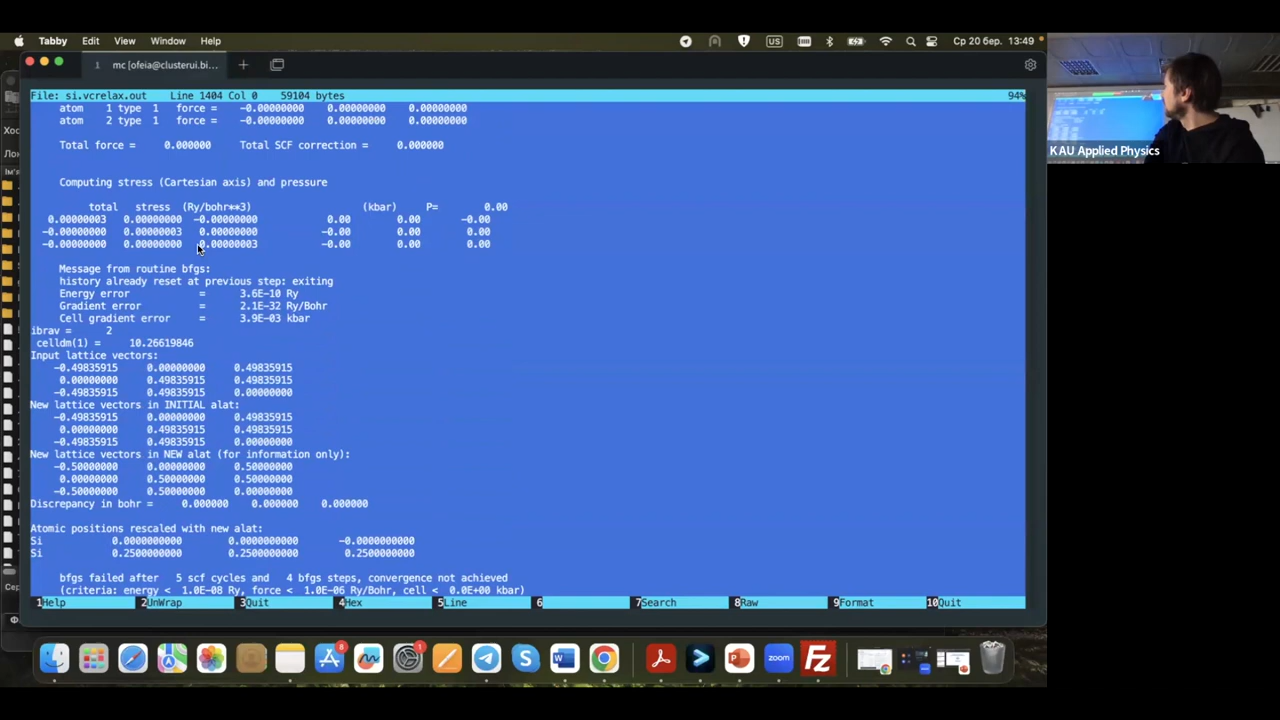 Tabby Edit View Window Help
US Ср 20 бер. 13:49
1 mc [ofeia@clusterui.bi...
File: si.vcrelax.out Line 1404 Col 0 59104 bytes 94%
atom 1 type 1 force = -0.00000000 0.00000000 0.00000000
atom 2 type 1 force = -0.00000000 0.00000000 0.00000000
Total force = 0.000000 Total SCF correction = 0.000000
Computing stress (Cartesian axis) and pressure
total stress (Ry/bohr**3) (kbar) P= 0.00
0.00000003 0.00000000 -0.00000000 0.00 0.00 -0.00
-0.00000000 0.00000003 0.00000000 -0.00 0.00 0.00
-0.00000000 0.00000000 0.00000003 -0.00 0.00 0.00
Message from routine bfgs:
history already reset at previous step: exiting
Energy error = 3.6E-10 Ry
Gradient error = 2.1E-32 Ry/Bohr
Cell gradient error = 3.9E-03 kbar
ibrav = 2
celldm(1) = 10.26619846
Input lattice vectors:
-0.49835915 0.00000000 0.49835915
0.00000000 0.49835915 0.49835915
-0.49835915 0.49835915 0.00000000
New lattice vectors in INITIAL alat:
-0.49835915 0.00000000 0.49835915
0.00000000 0.49835915 0.49835915
-0.49835915 0.49835915 0.00000000
New lattice vectors in NEW alat (for information only):
-0.50000000 0.00000000 0.50000000
0.00000000 0.50000000 0.50000000
-0.50000000 0.50000000 0.00000000
Discrepancy in bohr = 0.000000 0.000000 0.000000
Atomic positions rescaled with new alat:
Si 0.0000000000 0.0000000000 -0.0000000000
Si 0.2500000000 0.2500000000 0.2500000000
bfgs failed after 5 scf cycles and 4 bfgs steps, convergence not achieved
(criteria: energy < 1.0E-08 Ry, force < 1.0E-06 Ry/Bohr, cell < 0.0E+00 kbar)
1Help 2UnWrap 3Quit 4Hex 5Line 6 7Search 8Raw 9Format 10Quit
KAU Applied Physics
Хос
Лок
Ім'я
Сер
8
1
W
S
P
zoom
Fz